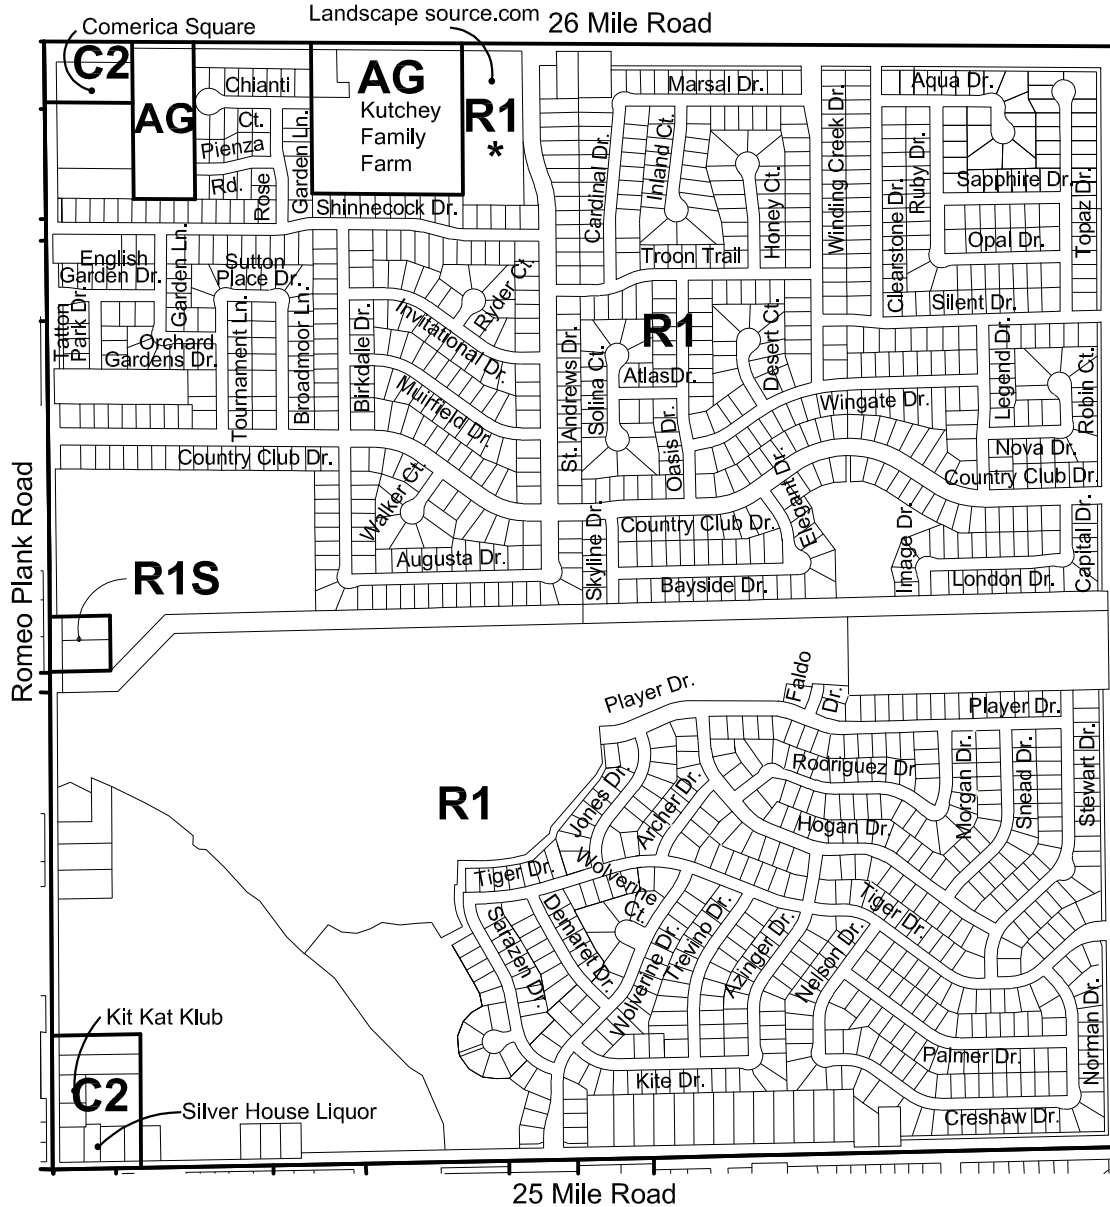 Landscape source.com
26 Mile Road
Comerica Square
C2
AG
AG
Kutchey
Family
Farm
R1
*
Chianti
Ct.
Pienza
Rd.
Rose
Garden Ln.
Shinnecock Dr.
Marsal Dr.
Aqua Dr.
Cardinal Dr.
Inland Ct.
Honey Ct.
Winding Creek Dr.
Clearstone Dr.
Ruby Dr.
Sapphire Dr.
Topaz Dr.
Opal Dr.
Silent Dr.
Troon Trail
English
Garden Dr.
Garden Ln.
Sutton
Place Dr.
Tatton
Park Dr.
Orchard
Gardens Dr.
Tournament Ln.
Broadmoor Ln.
Birkdale Dr.
Invitational Dr.
Ryder Ct.
Muiffield Dr.
St. Andrews Dr.
Solina Ct.
R1
AtlasDr.
Oasis Dr.
Desert Ct.
Wingate Dr.
Legend Dr.
Robin Ct.
Nova Dr.
Country Club Dr.
Country Club Dr.
Walker Ct.
Augusta Dr.
Skyline Dr.
Country Club Dr.
Elegant Dr.
Bayside Dr.
Image Dr.
London Dr.
Capital Dr.
Romeo Plank Road
R1S
Player Dr.
Faldo
Dr.
Player Dr.
R1
Jones Dr.
Archer Dr.
Rodriguez Dr
Hogan Dr.
Morgan Dr.
Snead Dr.
Stewart Dr.
Tiger Dr.
Wolverine
Ct.
Tiger Dr.
Sarazen Dr.
Demaret Dr.
Wolverine Dr.
Trevino Dr.
Azinger Dr.
Nelson Dr.
Norman Dr.
Palmer Dr.
Kite Dr.
Creshaw Dr.
Kit Kat Klub
C2
Silver House Liquor
25 Mile Road